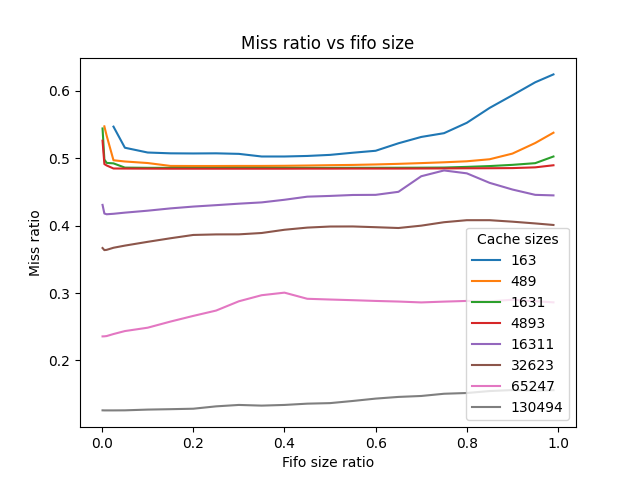 Miss ratio vs fifo size
Miss ratio
0.6
0.5
0.4
0.3
0.2
Cache sizes
163
489
1631
4893
16311
32623
65247
130494
0.0 0.2 0.4 0.6 0.8 1.0
Fifo size ratio